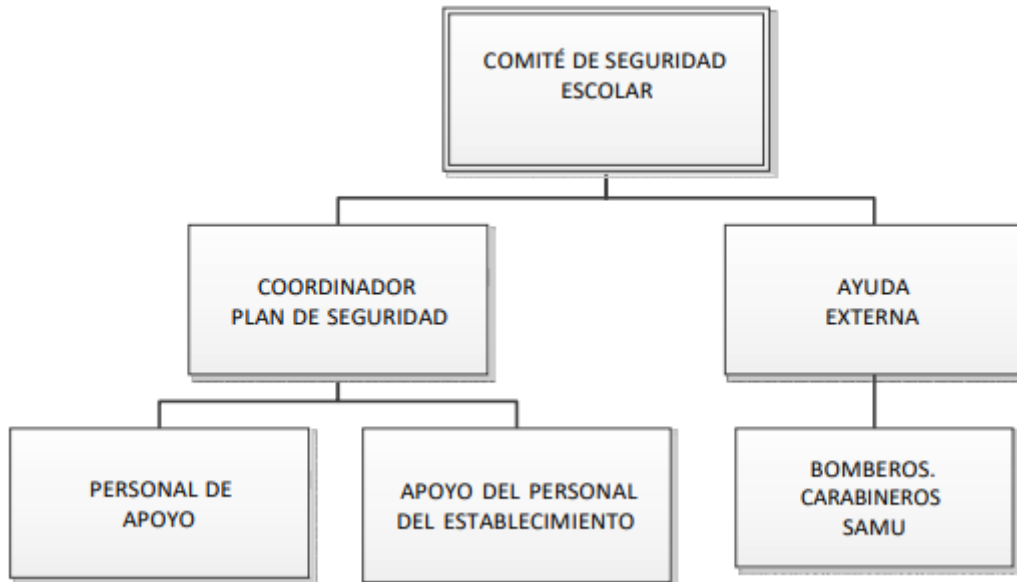 COMITÉ DE SEGURIDAD
ESCOLAR
COORDINADOR
PLAN DE SEGURIDAD
AYUDA
EXTERNA
PERSONAL DE
APOYO
APOYO DEL PERSONAL
DEL ESTABLECIMIENTO
BOMBEROS.
CARABINEROS
SAMU